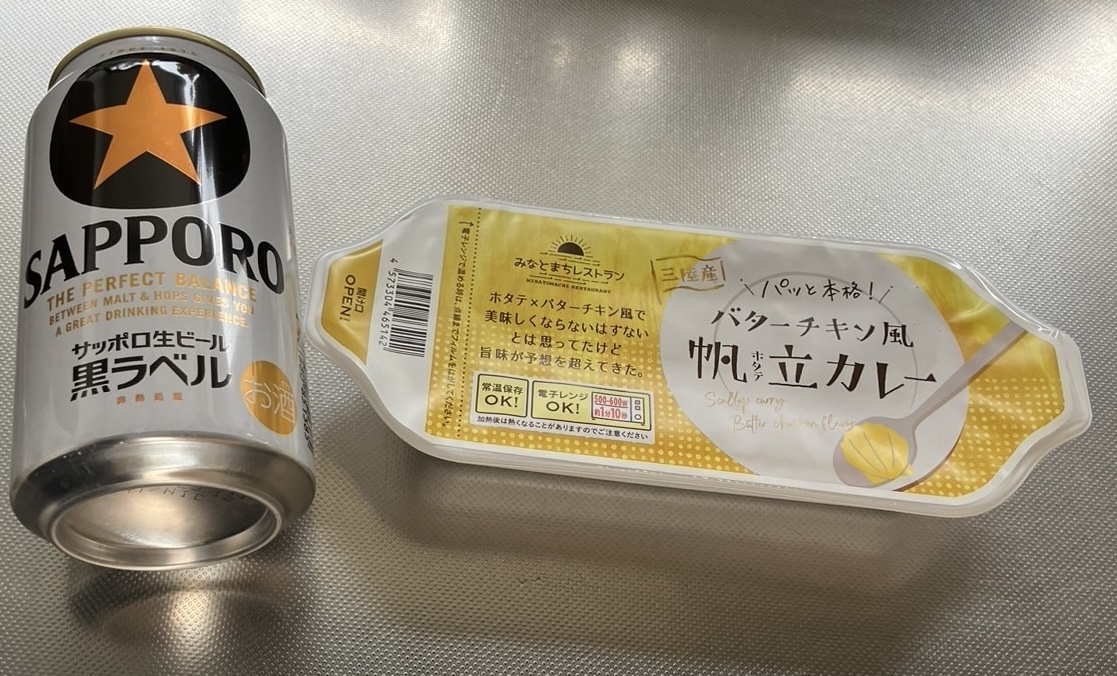 SAPPORO
THE PERFECT BALANCE
BETWEEN MALT & HOPS GIVES YOU
A GREAT DRINKING EXPERIENCE.
サッポロ生ビール
黒ラベル
非熱処理
お酒
開け口
OPEN!
4573304465142
みなとまちレストラン
MINATOMACHI RESTAURANT
ホタテ×バターチキン風で
美味しくならないはずない
とは思ってたけど
旨味が予想を超えてきた。
常温保存
OK!
電子レンジ
OK!
500-600w
約1分10秒
加熱後は熱くなることがありますのでご注意ください
三陸産
パッと本格!
バターチキン風
帆立カレー
ホタテ
Scallop curry
Butter chicken flavor